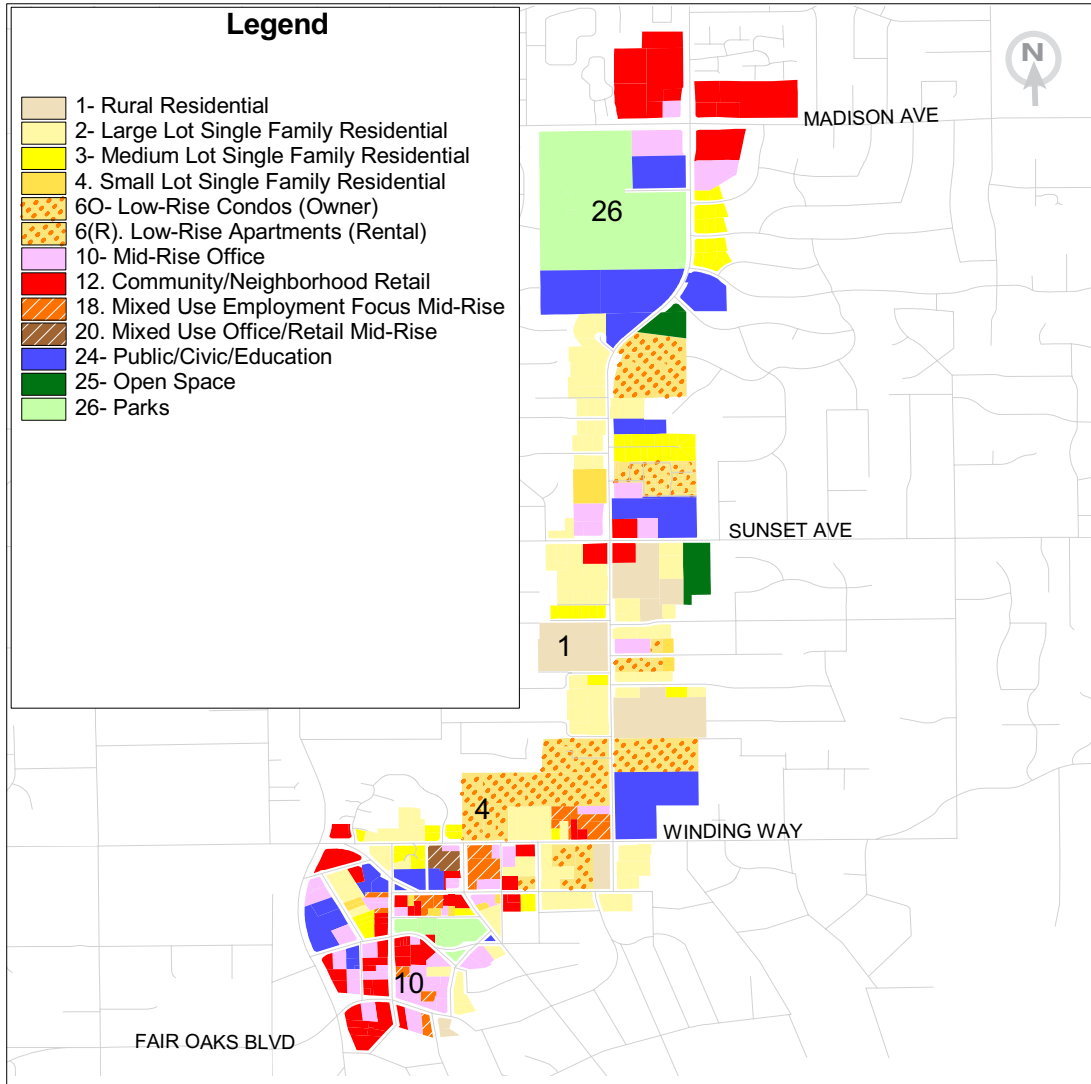 Legend
1- Rural Residential
2- Large Lot Single Family Residential
3- Medium Lot Single Family Residential
4. Small Lot Single Family Residential
6O- Low-Rise Condos (Owner)
6(R). Low-Rise Apartments (Rental)
10- Mid-Rise Office
12. Community/Neighborhood Retail
18. Mixed Use Employment Focus Mid-Rise
20. Mixed Use Office/Retail Mid-Rise
24- Public/Civic/Education
25- Open Space
26- Parks
N
MADISON AVE
26
SUNSET AVE
1
4
WINDING WAY
10
FAIR OAKS BLVD